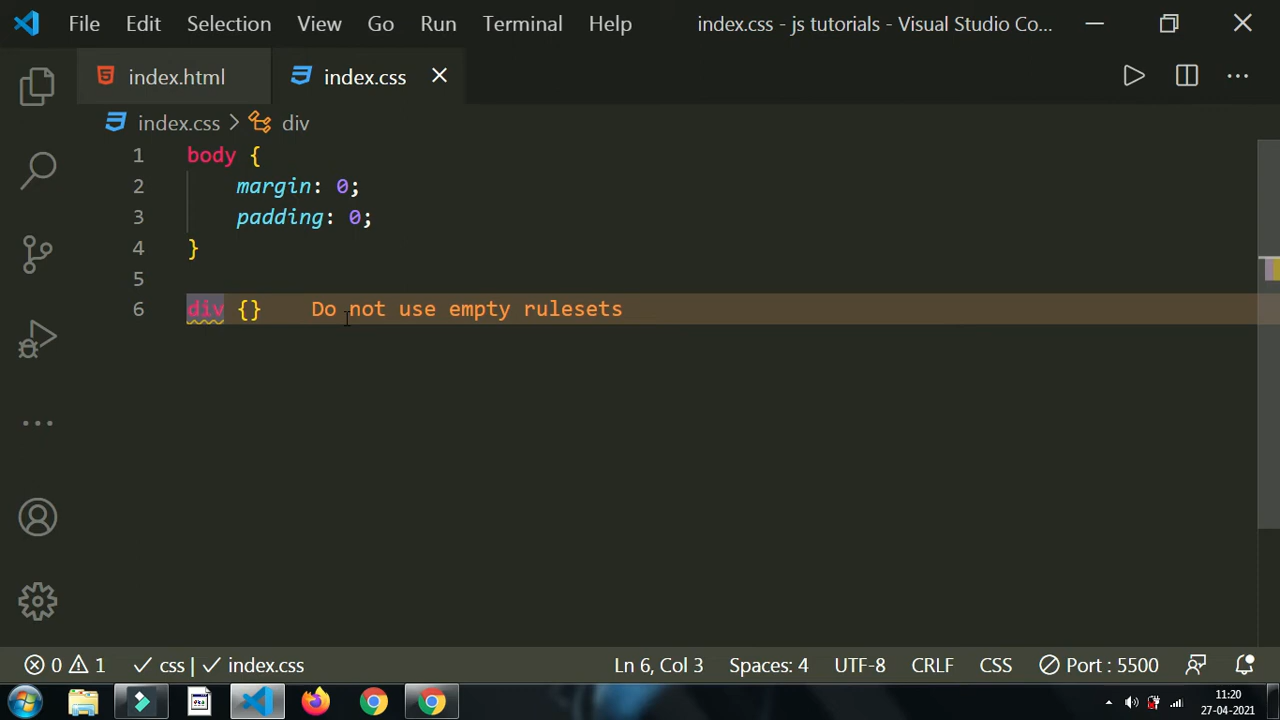 File Edit Selection View Go Run Terminal Help index.css - js tutorials - Visual Studio Co...
index.html index.css
index.css > div
1 body {
2 margin: 0;
3 padding: 0;
4 }
5
6 div {} Do not use empty rulesets
0 1 css | index.css Ln 6, Col 3 Spaces: 4 UTF-8 CRLF CSS Port : 5500
11:20
27-04-2021